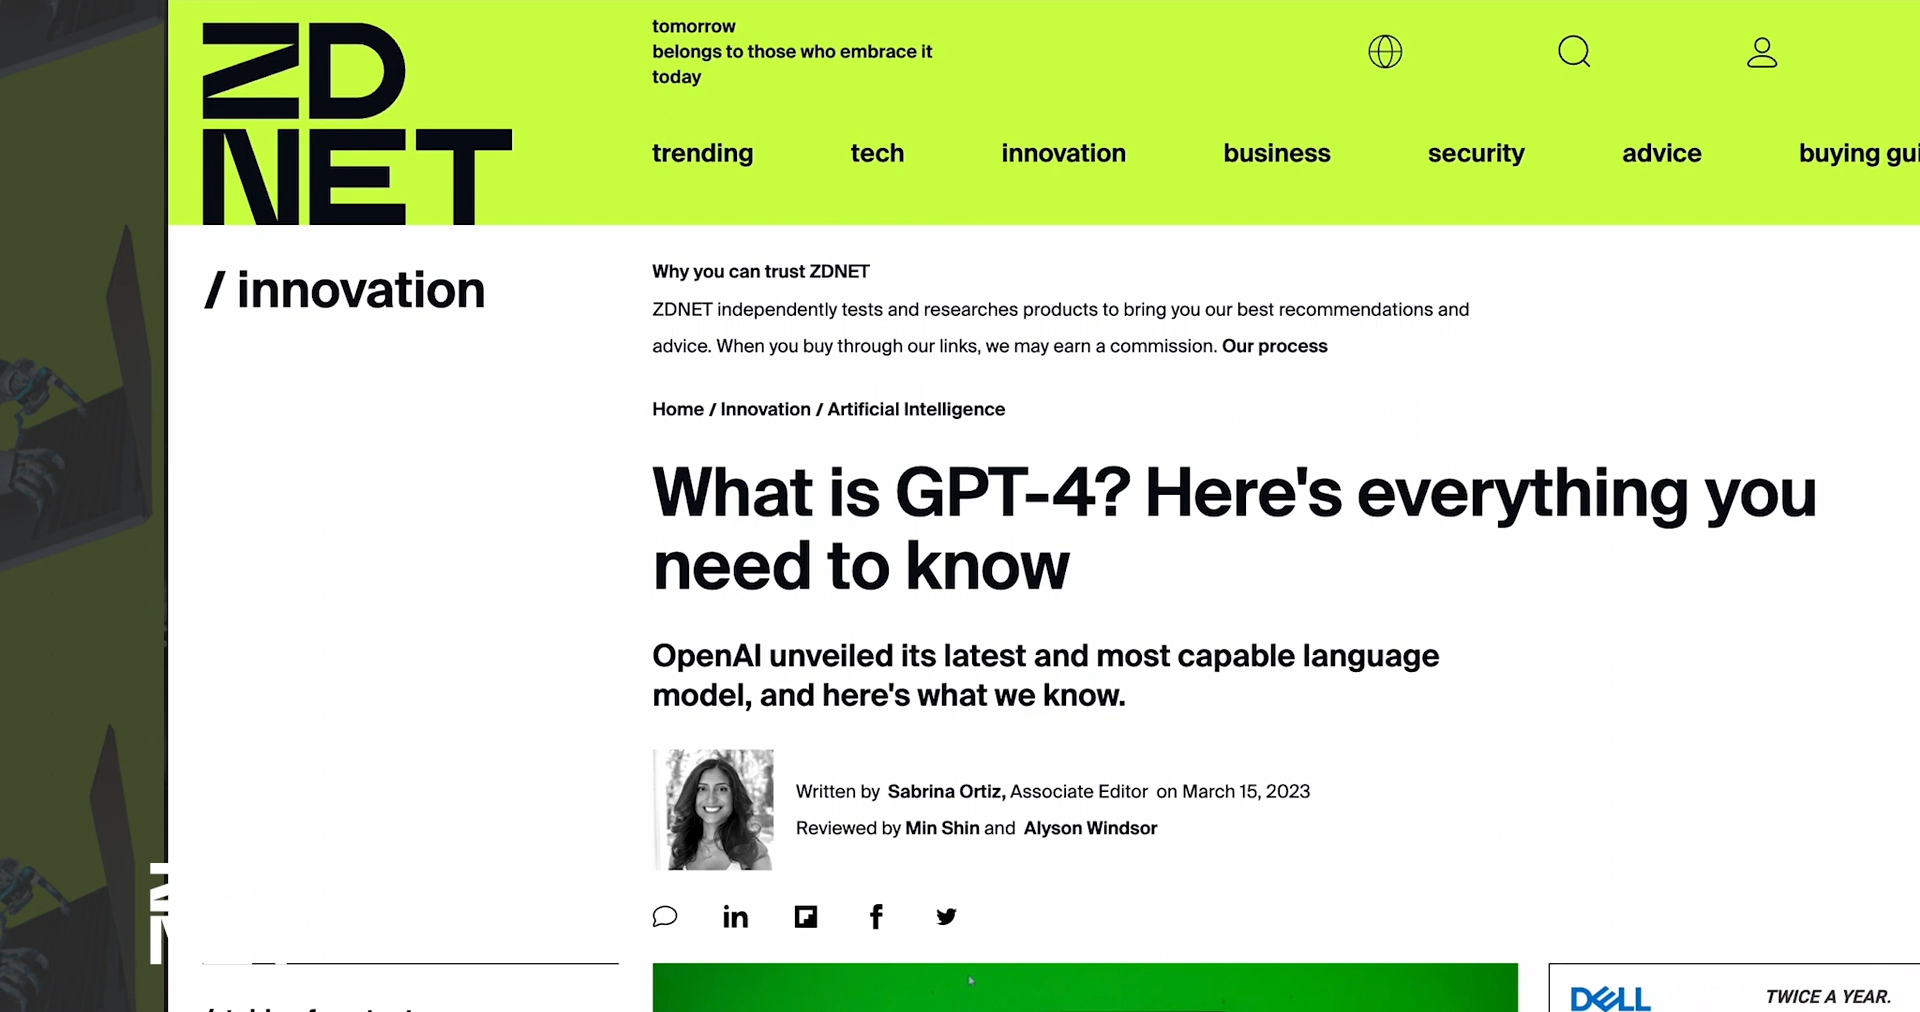 ZD
NET
tomorrow
belongs to those who embrace it
today
trending tech innovation business security advice buying gui
/ innovation
Why you can trust ZDNET
ZDNET independently tests and researches products to bring you our best recommendations and
advice. When you buy through our links, we may earn a commission. Our process
Home / Innovation / Artificial Intelligence
What is GPT-4? Here's everything you
need to know
OpenAI unveiled its latest and most capable language
model, and here's what we know.
Written by Sabrina Ortiz, Associate Editor on March 15, 2023
Reviewed by Min Shin and Alyson Windsor
ZD
NET
DELL TWICE A YEAR.